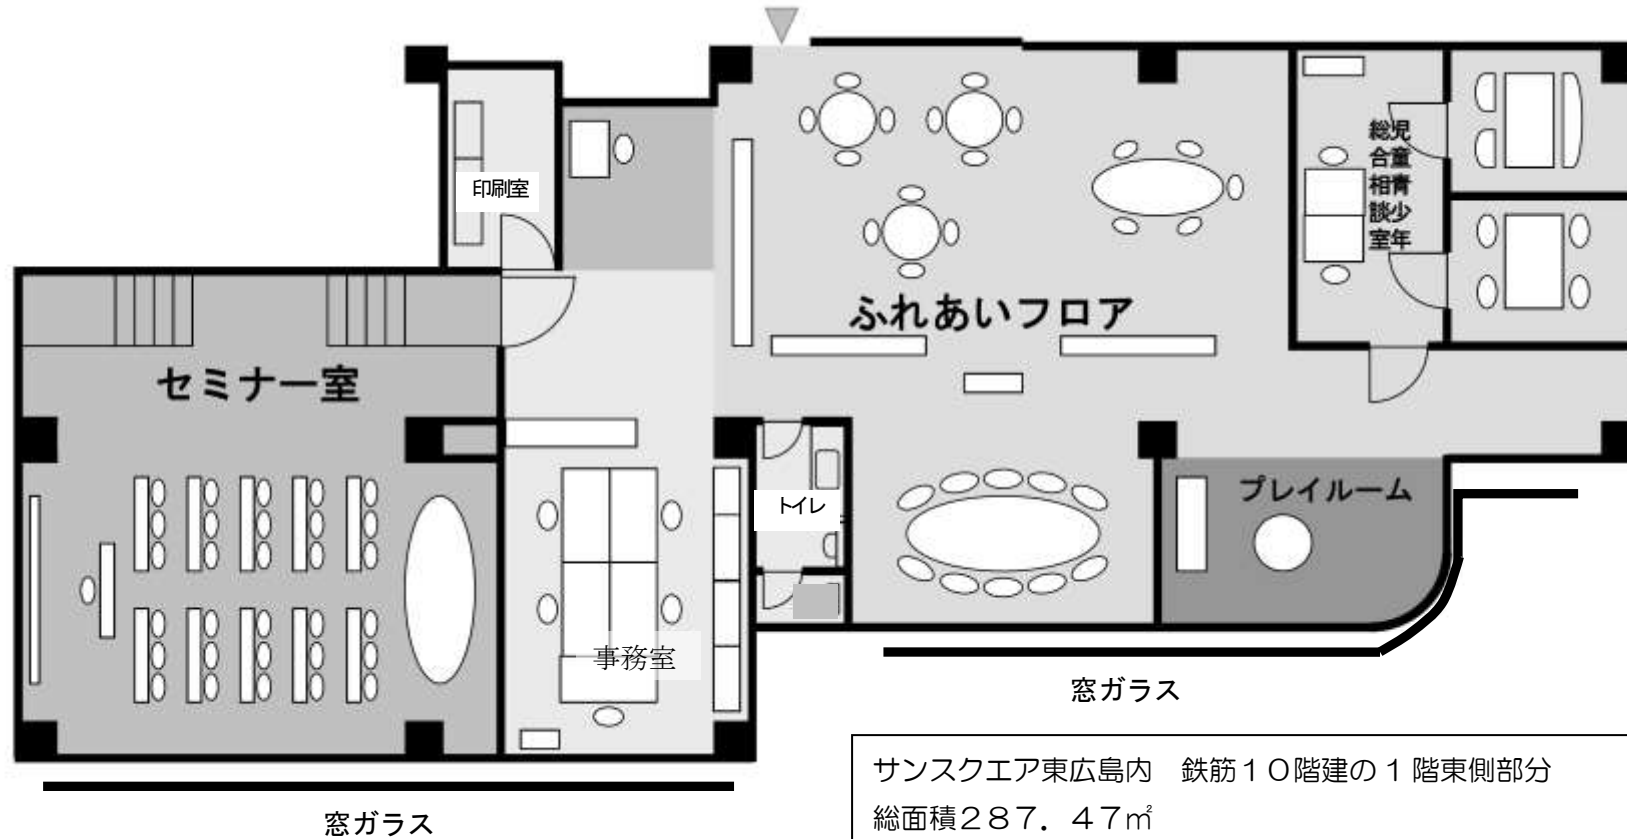 印刷室
児童青少年
総合相談室
ふれあいフロア
セミナー室
プレイルーム
トイレ
事務室
窓ガラス
サンスクエア東広島内　鉄筋１０階建の１階東側部分
総面積２８７．４７㎡
窓ガラス